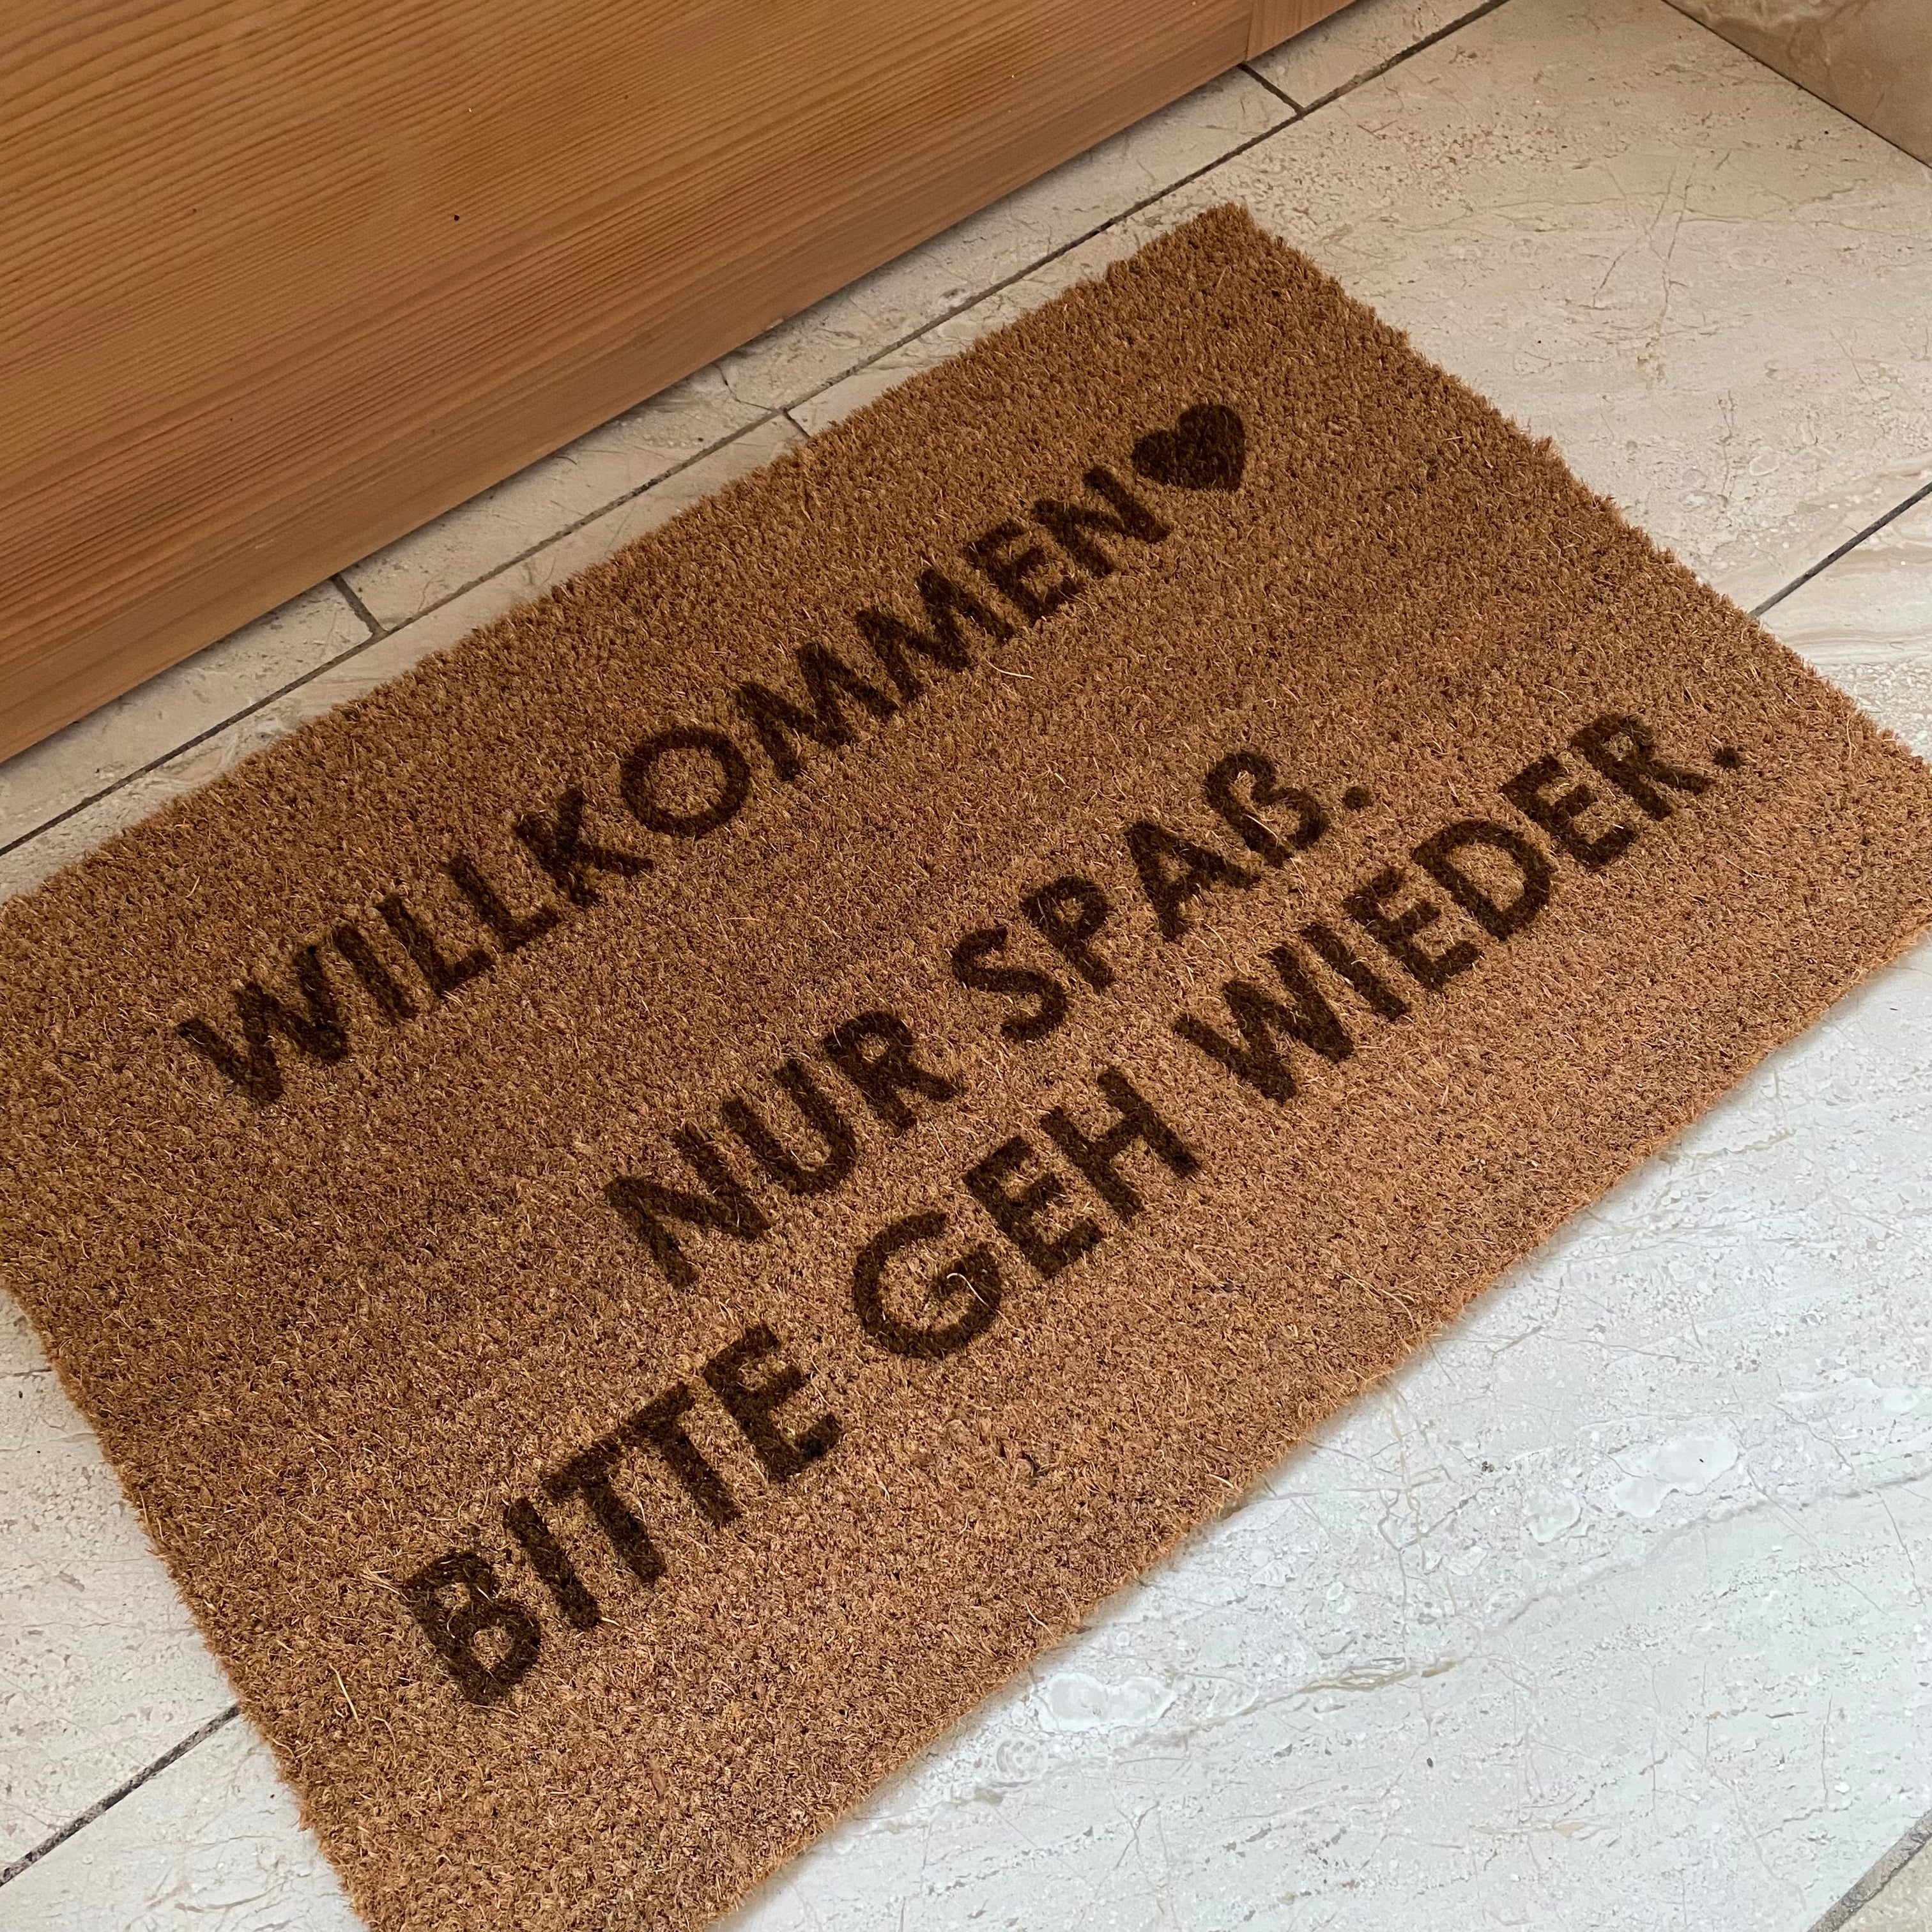 WILLKOMMEN♥
NUR SPAß.
BITTE GEH WIEDER.